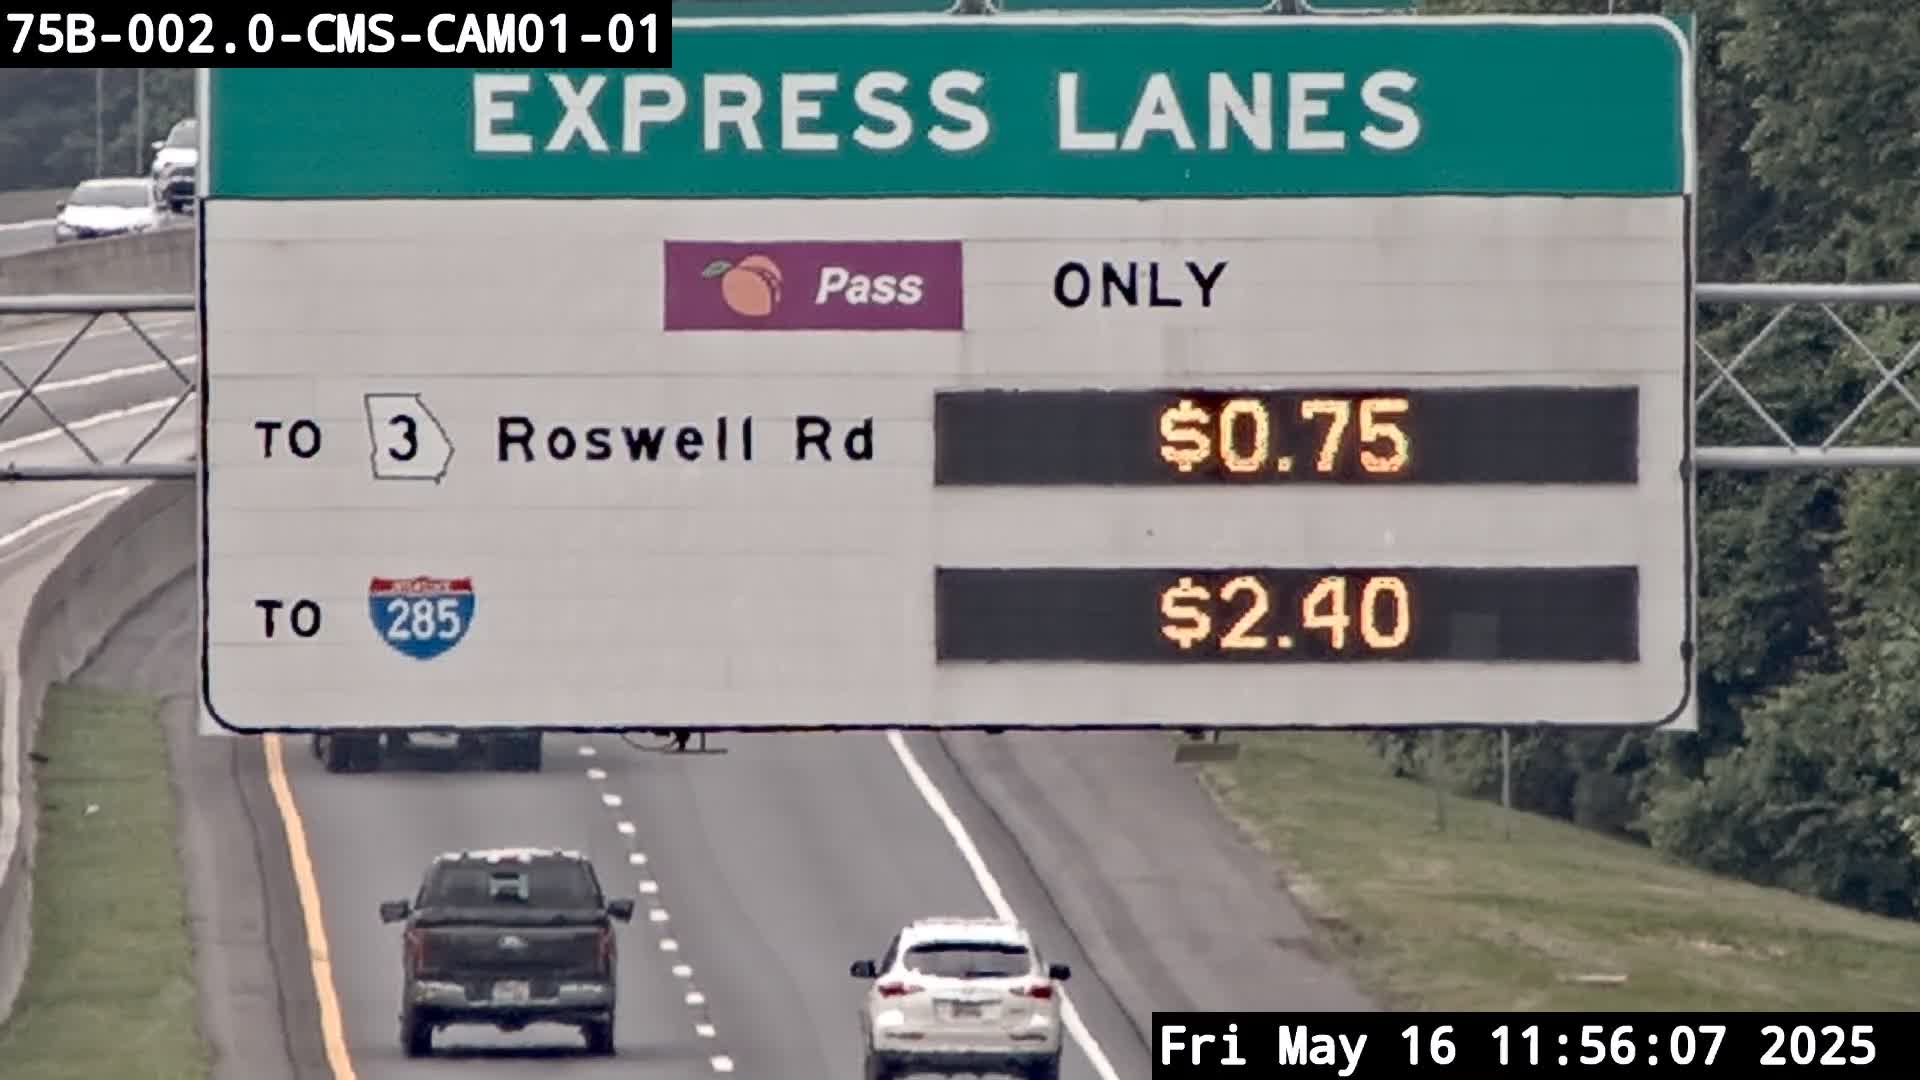 75B-002.0-CMS-CAM01-01
EXPRESS LANES
Pass ONLY
TO 3 Roswell Rd $0.75
TO 285 $2.40
Fri May 16 11:56:07 2025